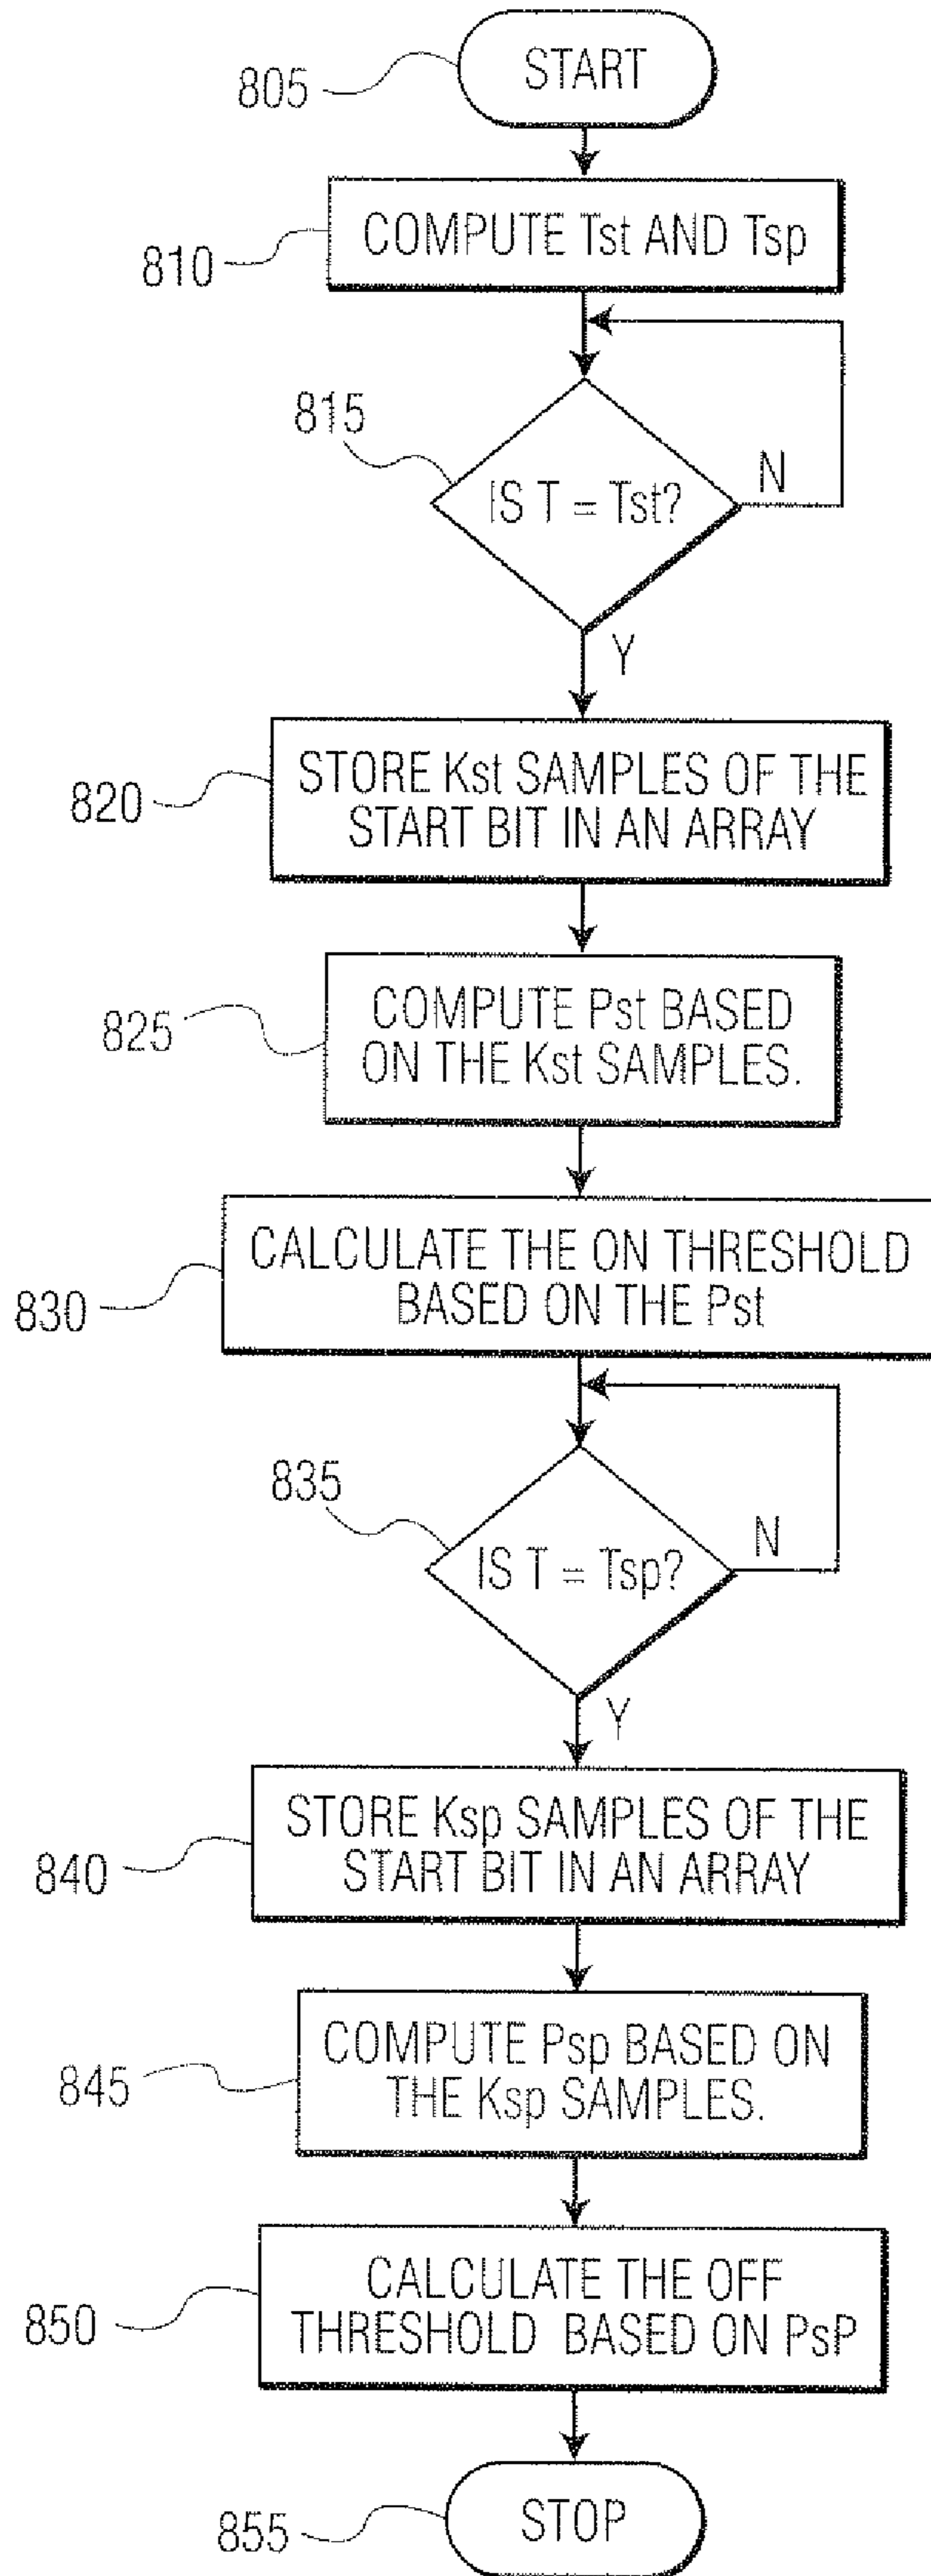 805
START
810
COMPUTE Tst AND Tsp
815
IS T = Tst?
N
Y
820
STORE Kst SAMPLES OF THE
START BIT IN AN ARRAY
825
COMPUTE Pst BASED
ON THE Kst SAMPLES.
830
CALCULATE THE ON THRESHOLD
BASED ON THE Pst
835
IS T = Tsp?
N
Y
840
STORE Ksp SAMPLES OF THE
START BIT IN AN ARRAY
845
COMPUTE Psp BASED ON
THE Ksp SAMPLES.
850
CALCULATE THE OFF
THRESHOLD BASED ON PsP
855
STOP